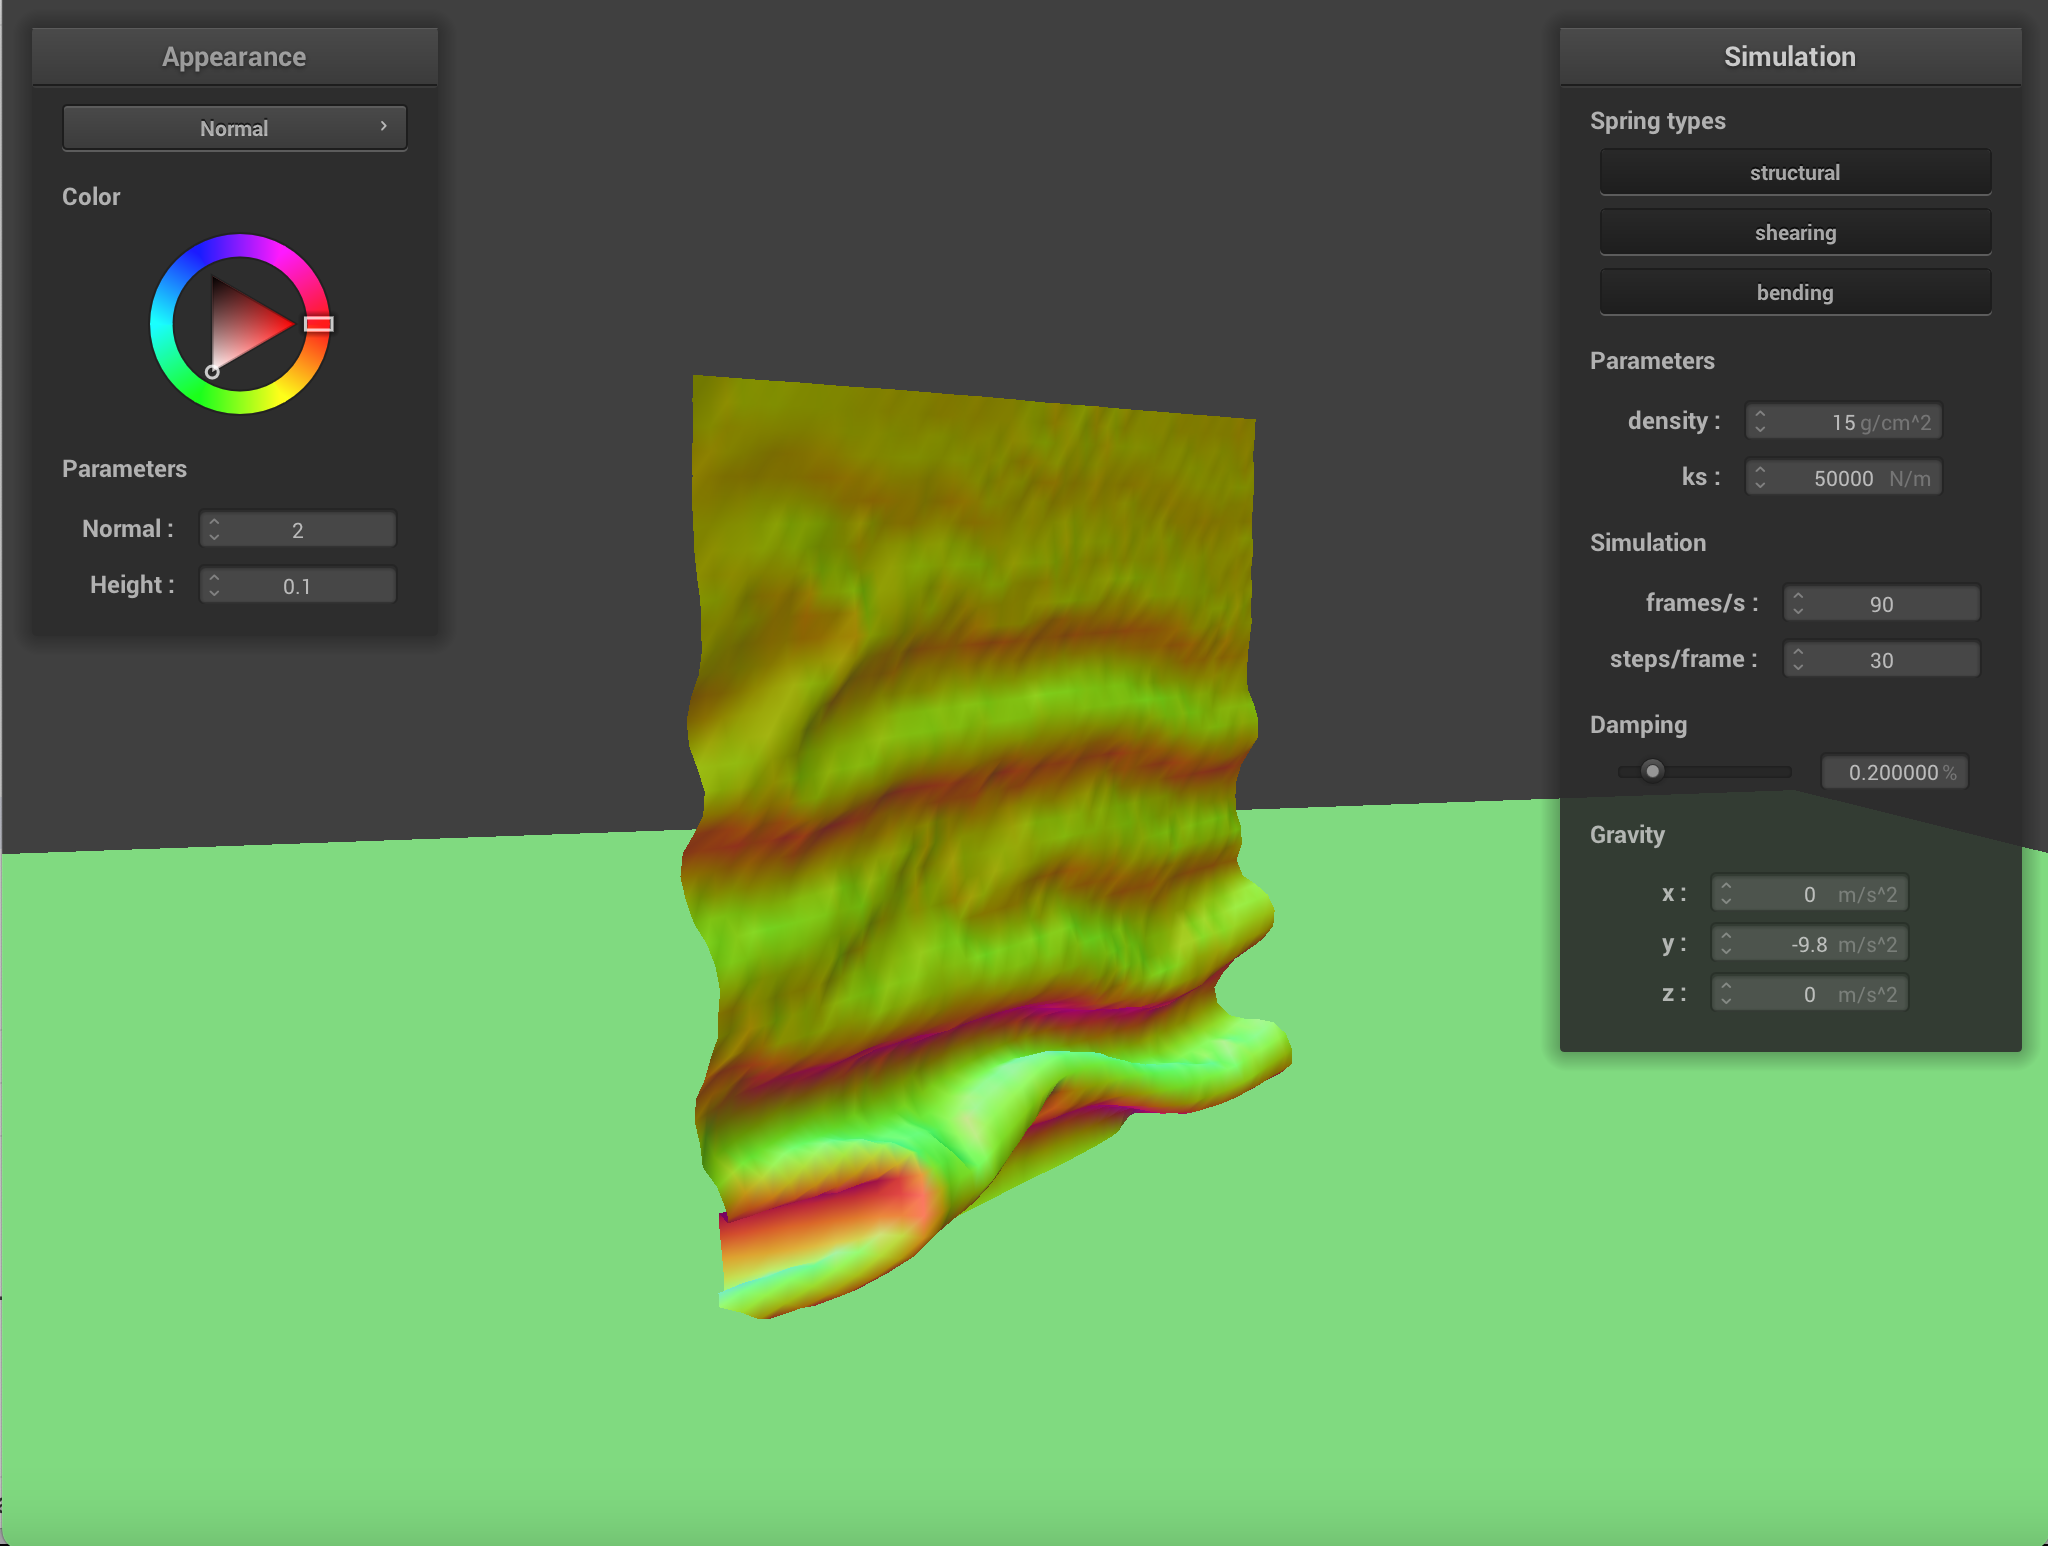 Appearance
Normal
Color
Parameters
Normal : 2
Height : 0.1
Simulation
Spring types
structural
shearing
bending
Parameters
density : 15 g/cm^2
ks : 50000 N/m
Simulation
frames/s : 90
steps/frame : 30
Damping
0.200000 %
Gravity
x : 0 m/s^2
y : -9.8 m/s^2
z : 0 m/s^2